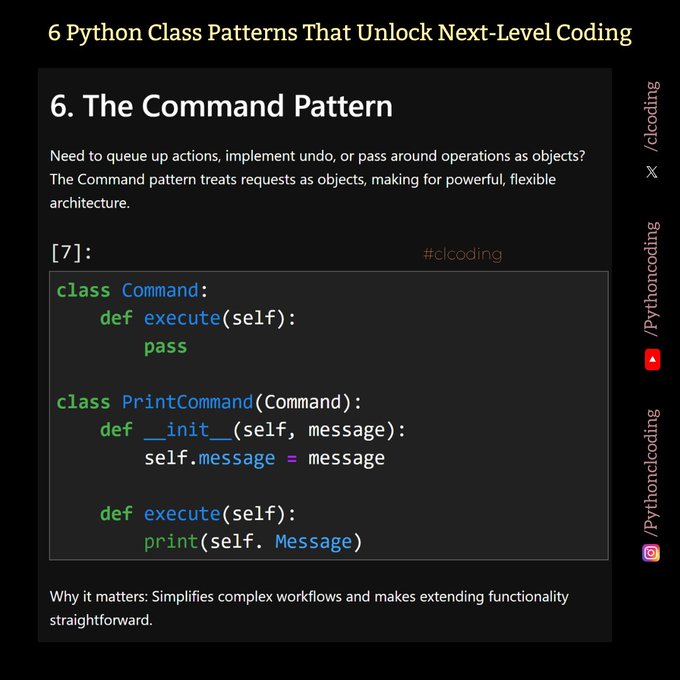 6 Python Class Patterns That Unlock Next-Level Coding
6. The Command Pattern
Need to queue up actions, implement undo, or pass around operations as objects?
The Command pattern treats requests as objects, making for powerful, flexible
architecture.
[7]:
#clcoding
class Command:
    def execute(self):
        pass

class PrintCommand(Command):
    def __init__(self, message):
        self.message = message

    def execute(self):
        print(self. Message)
Why it matters: Simplifies complex workflows and makes extending functionality
straightforward.
/clcoding
𝕏
/Pythoncoding
/Pythonclcoding